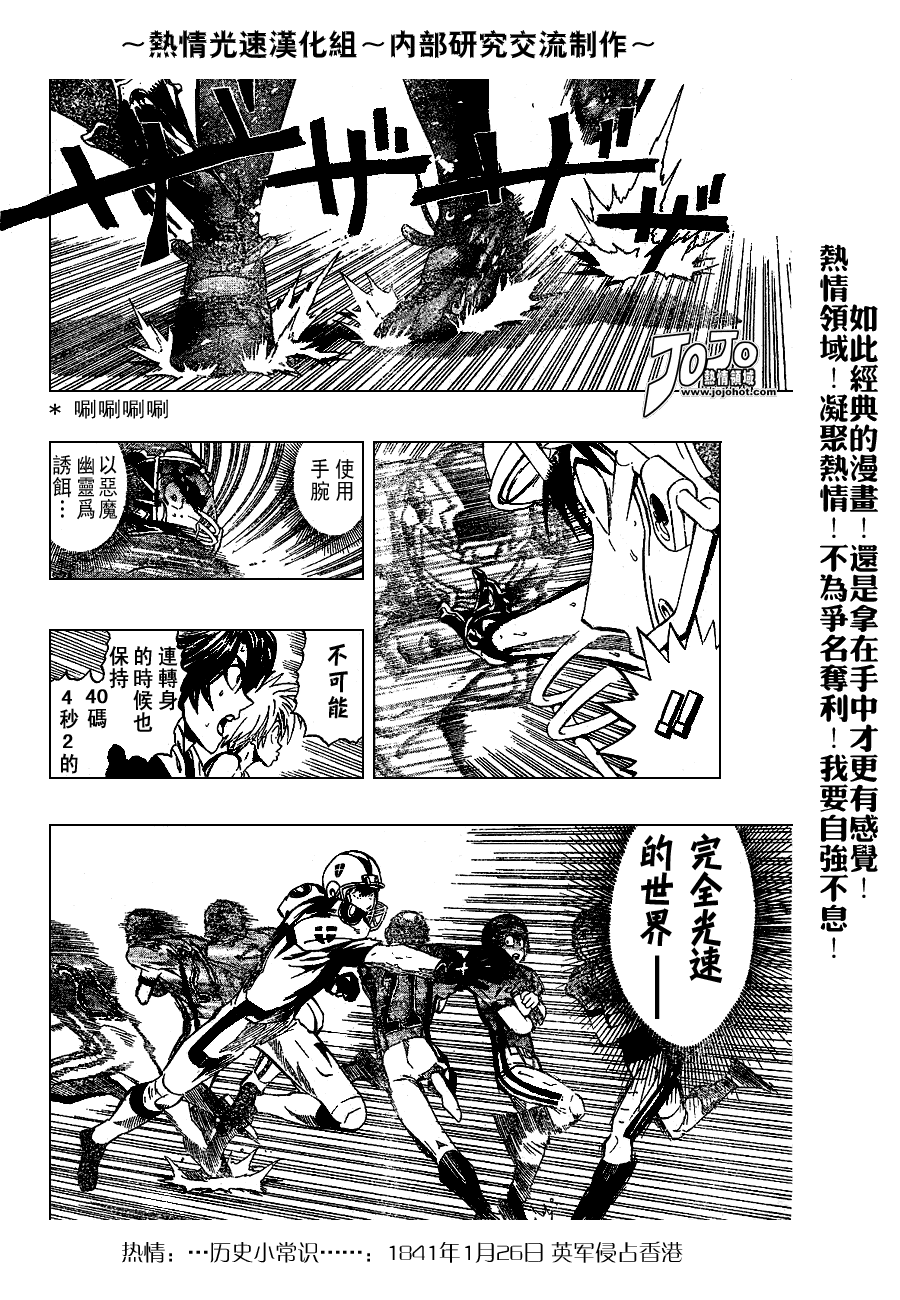 ～熱情光速漢化組～内部研究交流制作～
ザザザザ
JOJO
熱情領域
www.jojohot.com
* 唰唰唰唰
使用
手腕
以惡魔
幽靈爲
誘餌…
!!
不可能
連轉身
的時候也
保持
40碼
4秒2的
完全光速
的世界——
如此經典的漫畫！還是拿在手中才更有感覺！
熱情領域！凝聚熱情！不為爭名奪利！我要自強不息！
热情：…历史小常识……：1841年1月26日 英军侵占香港